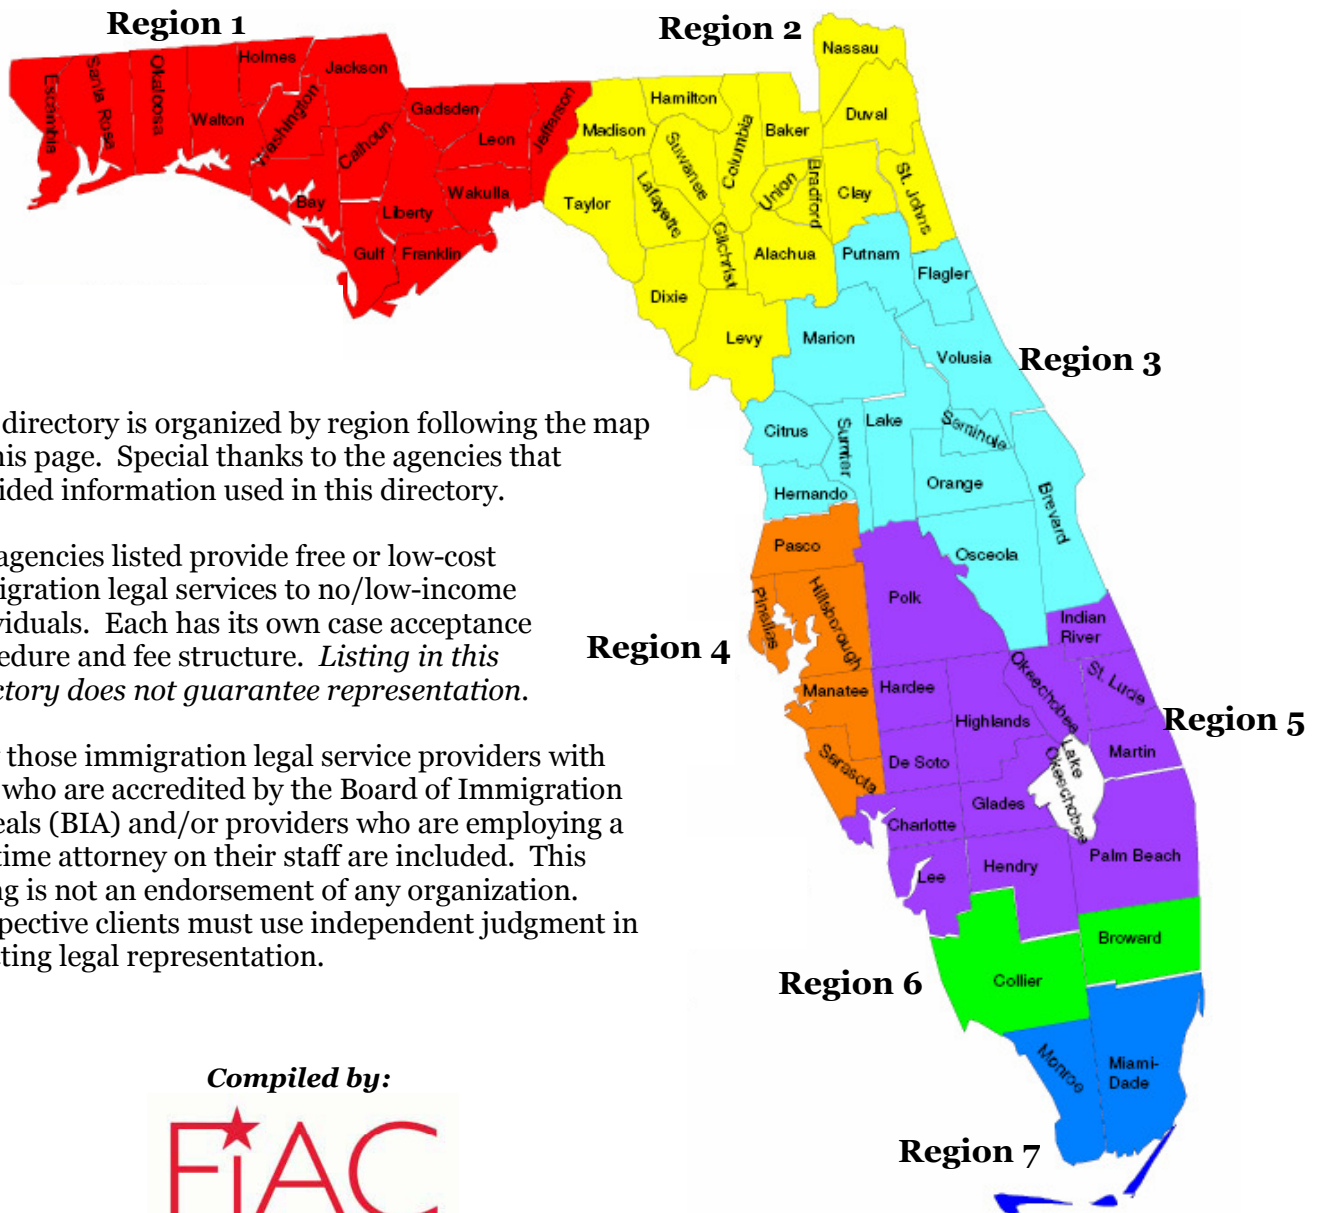 Region 1
Region 2
Nassau
Holmes
Jackson
Escambia
Santa Rosa
Okaloosa
Walton
Washington
Calhoun
Gadsden
Leon
Jefferson
Wakulla
Bay
Liberty
Gulf
Franklin
Hamilton
Madison
Suwanee
Columbia
Baker
Duval
Taylor
Lafayette
Union
Bradford
Clay
St. Johns
Gilchrist
Alachua
Putnam
Flagler
Dixie
Levy
Marion
Volusia
Region 3
Citrus
Sumter
Lake
Seminole
Hernando
Orange
Brevard
Osceola
directory is organized by region following the map
his page. Special thanks to the agencies that
vided information used in this directory.
agencies listed provide free or low-cost
igration legal services to no/low-income
viduals. Each has its own case acceptance
edure and fee structure. Listing in this
ctory does not guarantee representation.
those immigration legal service providers with
who are accredited by the Board of Immigration
eals (BIA) and/or providers who are employing a
time attorney on their staff are included. This
ng is not an endorsement of any organization.
spective clients must use independent judgment in
cting legal representation.
Pasco
Pinellas
Hillsborough
Region 4
Manatee
Sarasota
Polk
Indian
River
Hardee
Okeechobee
St. Lucie
Highlands
Region 5
De Soto
Lake
Okeechobee
Martin
Charlotte
Glades
Lee
Hendry
Palm Beach
Broward
Region 6
Collier
Monroe
Miami-
Dade
Region 7
Compiled by:
FiAC